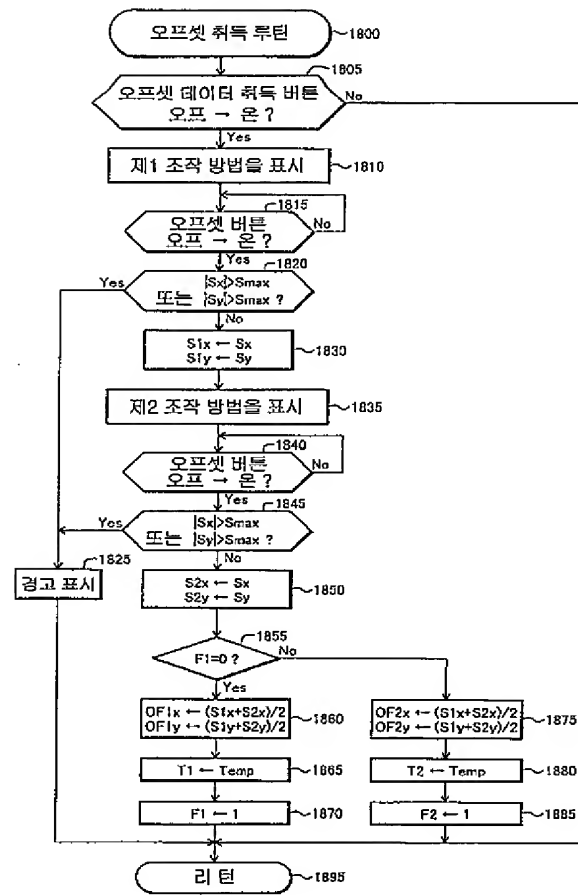 오프셋 취득 루틴
1800
1805
오프셋 데이터 취득 버튼
오프 → 온 ?
No
Yes
제1 조작 방법을 표시
1810
1815
오프셋 버튼
오프 → 온 ?
No
Yes
1820
|Sx|>Smax
또는 |Sy|>Smax ?
Yes
No
S1x ← Sx
S1y ← Sy
1830
제2 조작 방법을 표시
1835
1840
오프셋 버튼
오프 → 온 ?
No
Yes
1845
|Sx|>Smax
또는 |Sy|>Smax ?
Yes
No
1825
경고 표시
S2x ← Sx
S2y ← Sy
1850
1855
F1=0 ?
No
Yes
OF1x ← (S1x+S2x)/2
OF1y ← (S1y+S2y)/2
1860
OF2x ← (S1x+S2x)/2
OF2y ← (S1y+S2y)/2
1875
T1 ← Temp
1865
T2 ← Temp
1880
F1 ← 1
1870
F2 ← 1
1885
리턴
1895